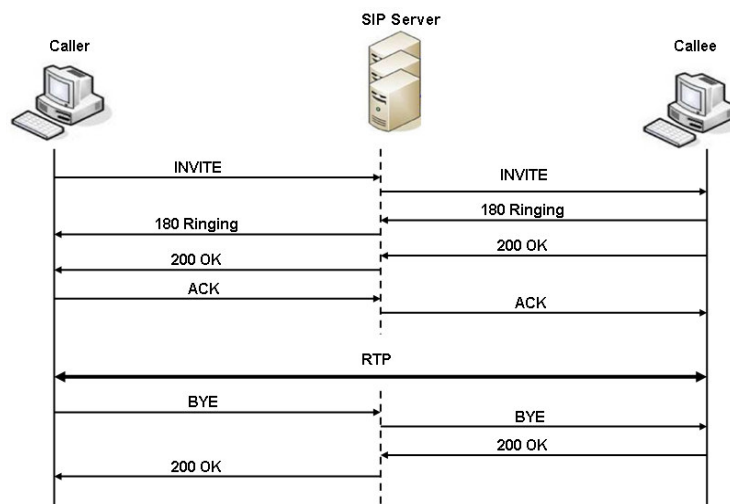 SIP Server
Caller
Callee
INVITE
INVITE
180 Ringing
180 Ringing
200 OK
200 OK
ACK
ACK
RTP
BYE
BYE
200 OK
200 OK